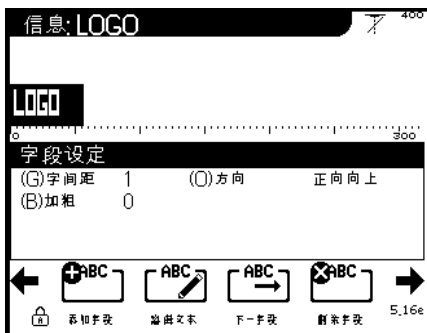 信息:LOGO
400
LOGO
0 300
字段设定
(G)字间距 1 (O)方向 正向向上
(B)加粗 0
ABC ABC ABC ABC
添加字段 编辑文本 下一字段 删除字段 5.16e